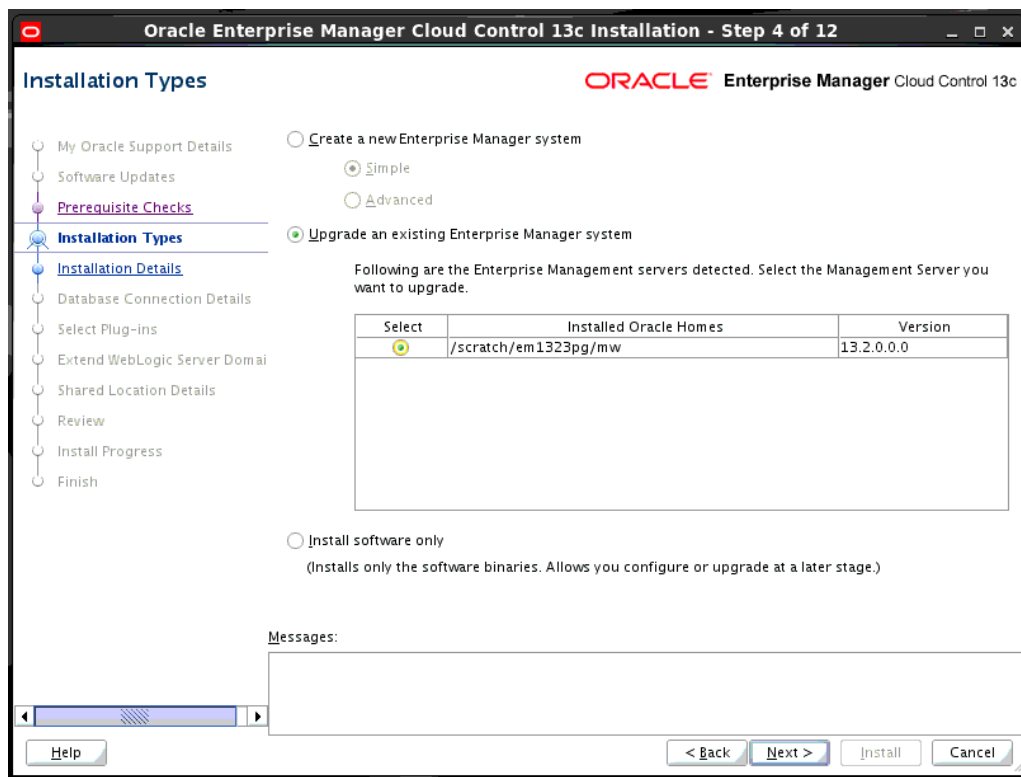 Oracle Enterprise Manager Cloud Control 13c Installation - Step 4 of 12
Installation Types
ORACLE Enterprise Manager Cloud Control 13c
My Oracle Support Details
Software Updates
Prerequisite Checks
Installation Types
Installation Details
Database Connection Details
Select Plug-ins
Extend WebLogic Server Domai
Shared Location Details
Review
Install Progress
Finish
Create a new Enterprise Manager system
Simple
Advanced
Upgrade an existing Enterprise Manager system
Following are the Enterprise Management servers detected. Select the Management Server you
want to upgrade.
Select Installed Oracle Homes Version
/scratch/em1323pg/mw 13.2.0.0.0
Install software only
(Installs only the software binaries. Allows you configure or upgrade at a later stage.)
Messages:
Help < Back Next > Install Cancel